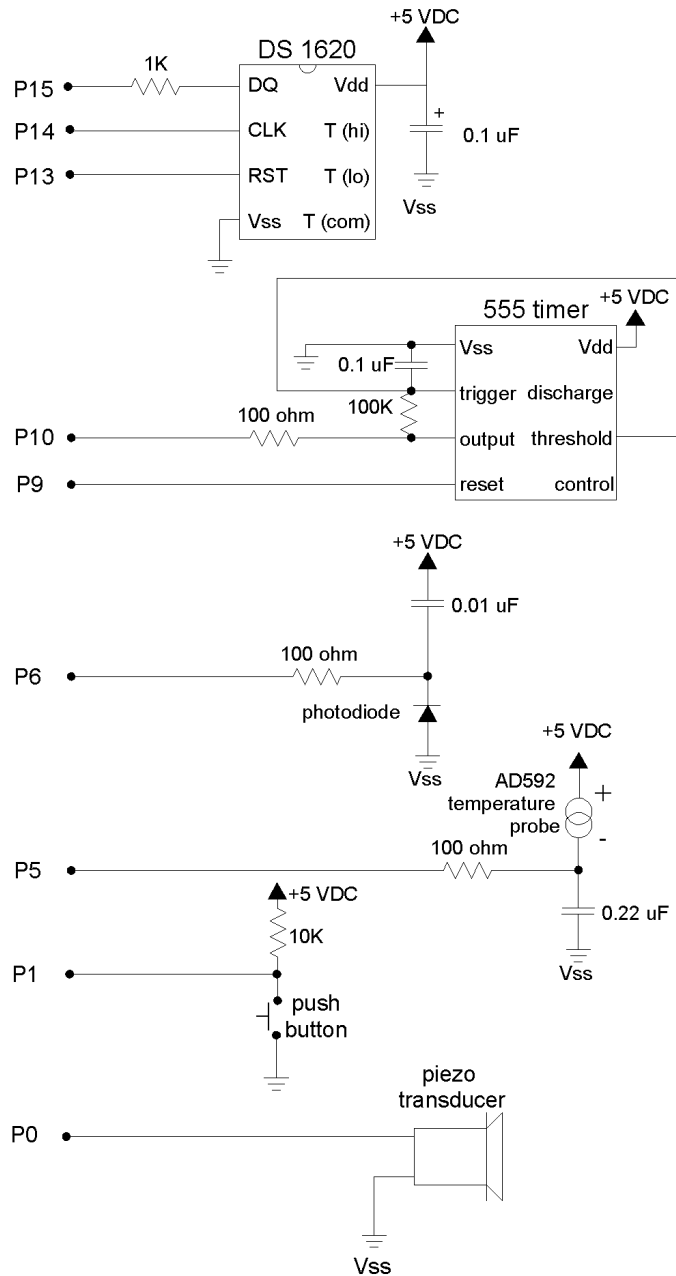 +5 VDC
DS 1620
1K
P15
DQ
Vdd
P14
CLK
T (hi)
+
0.1 uF
P13
RST
T (lo)
Vss
Vss
T (com)
555 timer
+5 VDC
Vss
Vdd
0.1 uF
trigger
discharge
100K
100 ohm
P10
output
threshold
P9
reset
control
+5 VDC
0.01 uF
100 ohm
P6
photodiode
Vss
+5 VDC
AD592
temperature
probe
+
-
100 ohm
P5
+5 VDC
0.22 uF
10K
P1
Vss
push
button
piezo
transducer
P0
Vss